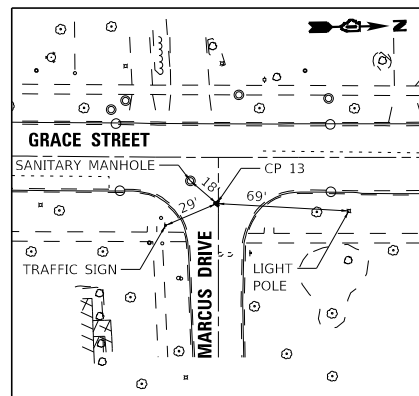 N
GRACE STREET
SANITARY MANHOLE
CP 13
18'
29'
69'
TRAFFIC SIGN
LIGHT
POLE
MARCUS DRIVE